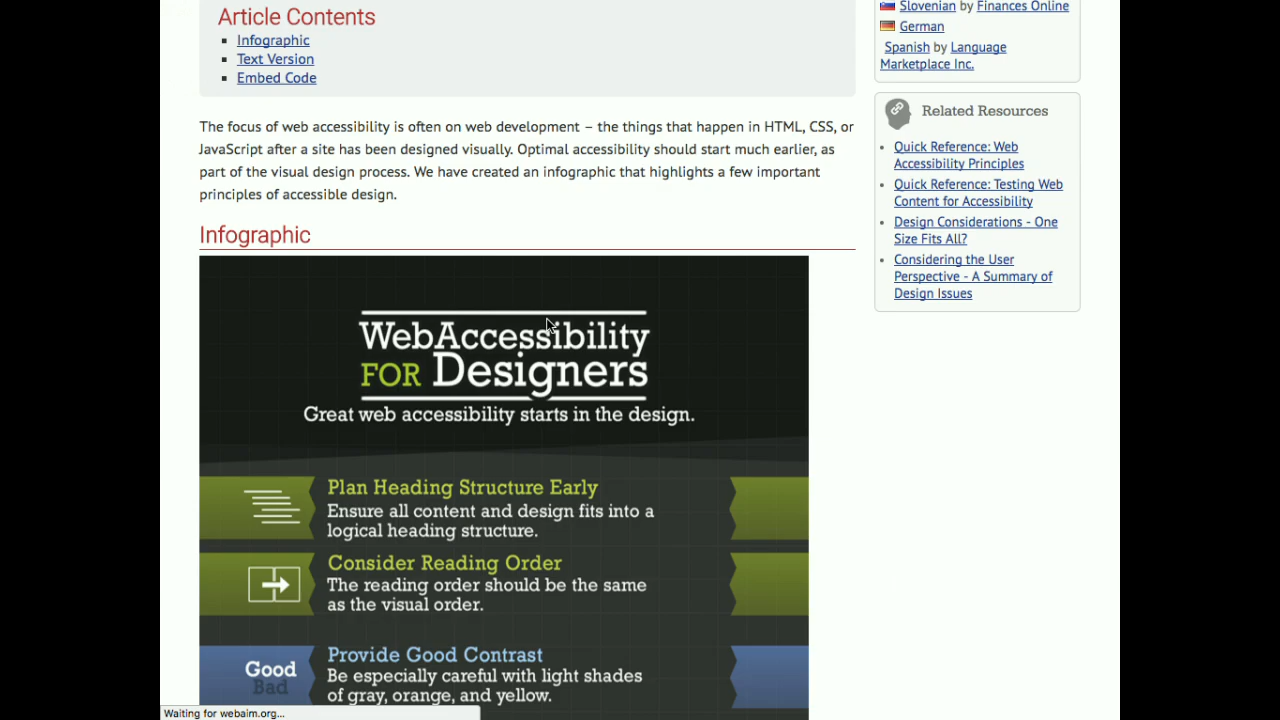 Article Contents
Infographic
Text Version
Embed Code
The focus of web accessibility is often on web development – the things that happen in HTML, CSS, or
JavaScript after a site has been designed visually. Optimal accessibility should start much earlier, as
part of the visual design process. We have created an infographic that highlights a few important
principles of accessible design.
Infographic
WebAccessibility
FOR Designers
Great web accessibility starts in the design.
Plan Heading Structure Early
Ensure all content and design fits into a
logical heading structure.
Consider Reading Order
The reading order should be the same
as the visual order.
Good
Bad
Provide Good Contrast
Be especially careful with light shades
of gray, orange, and yellow.
Slovenian by Finances Online
German
Spanish by Language
Marketplace Inc.
Related Resources
Quick Reference: Web
Accessibility Principles
Quick Reference: Testing Web
Content for Accessibility
Design Considerations - One
Size Fits All?
Considering the User
Perspective - A Summary of
Design Issues
Waiting for webaim.org...